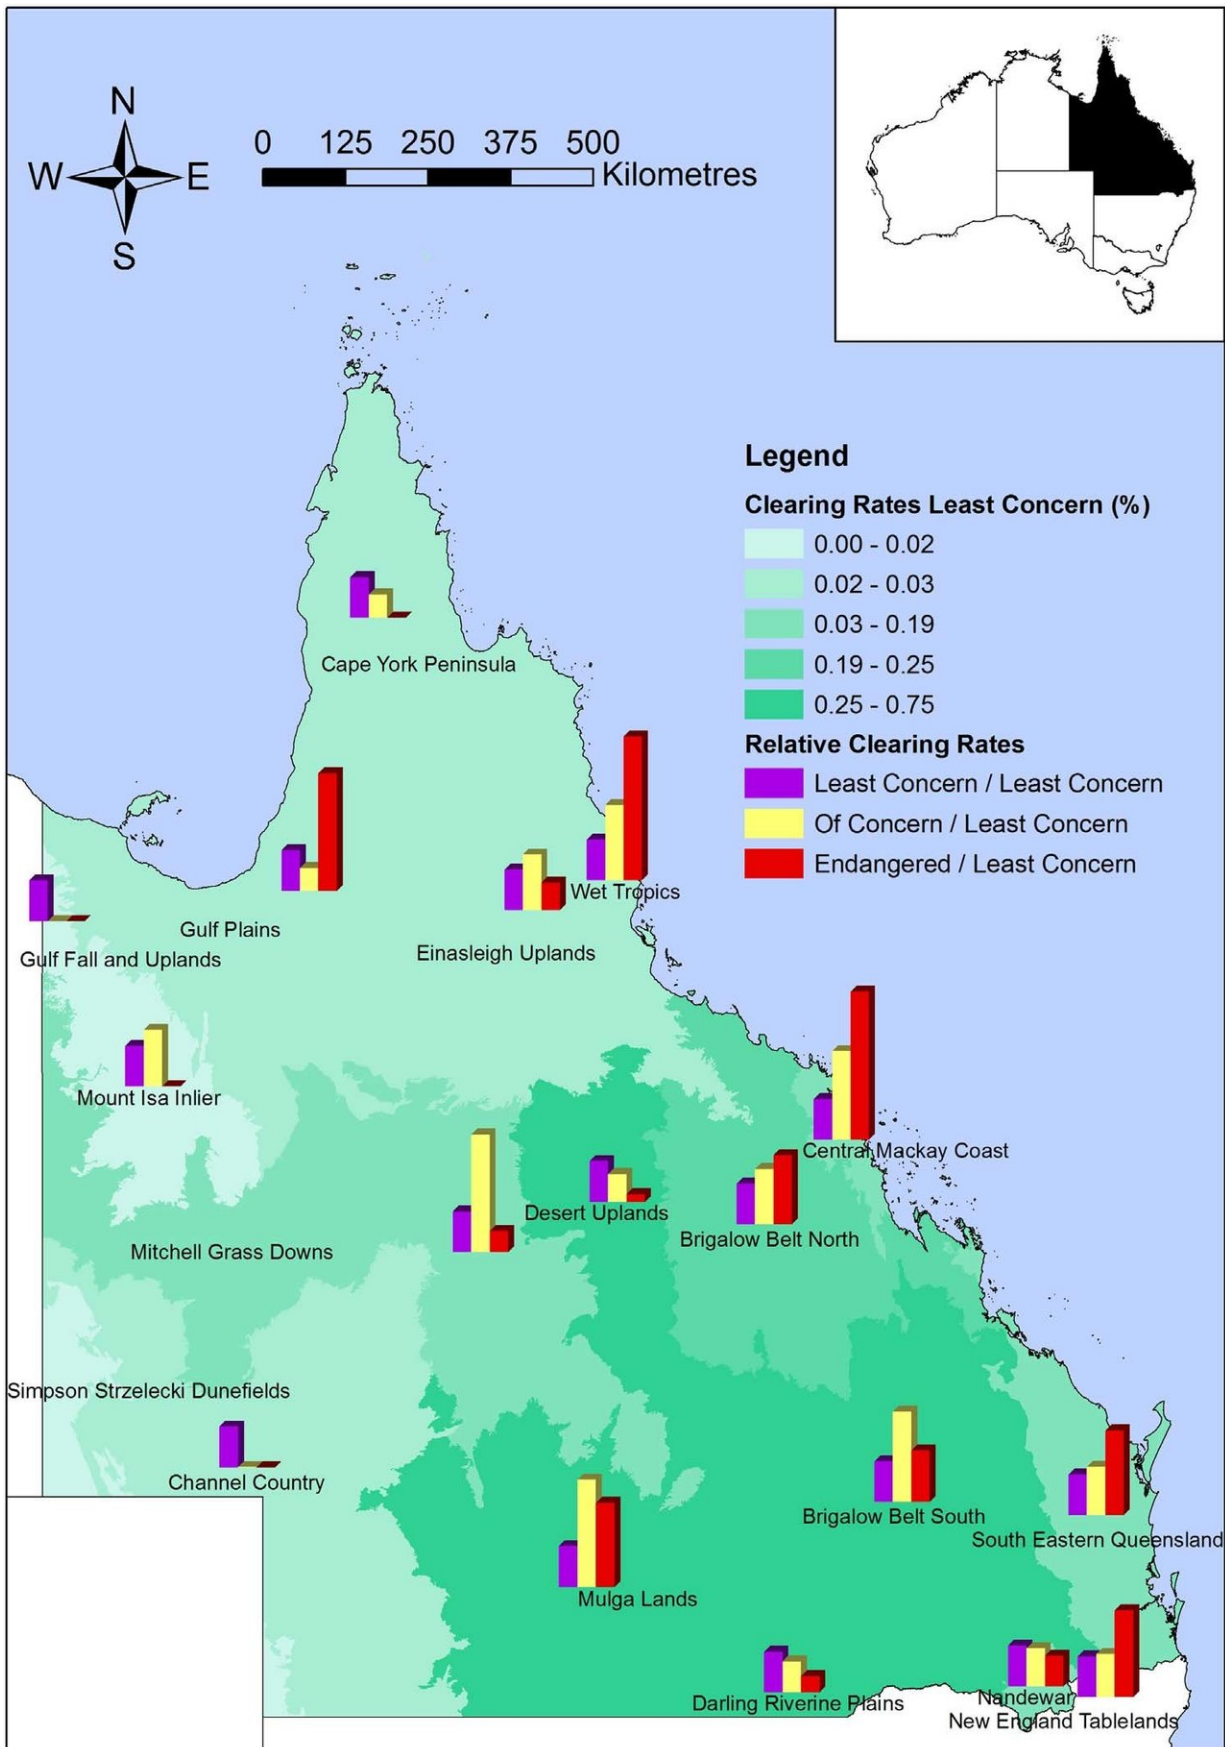 N
W E
S
0 125 250 375 500
Kilometres
Legend
Clearing Rates Least Concern (%)
0.00 - 0.02
0.02 - 0.03
0.03 - 0.19
0.19 - 0.25
0.25 - 0.75
Relative Clearing Rates
Least Concern / Least Concern
Of Concern / Least Concern
Endangered / Least Concern
Cape York Peninsula
Wet Tropics
Gulf Plains
Einasleigh Uplands
Gulf Fall and Uplands
Mount Isa Inlier
Central Mackay Coast
Desert Uplands
Brigalow Belt North
Mitchell Grass Downs
Simpson Strzelecki Dunefields
Channel Country
Brigalow Belt South
South Eastern Queensland
Mulga Lands
Nandewar
Darling Riverine Plains
New England Tablelands